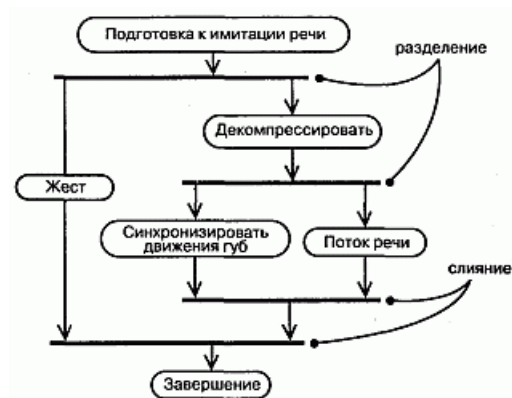 Подготовка к имитации речи
разделение
Декомпрессировать
Жест
Синхронизировать
движения губ
Поток речи
слияние
Завершение